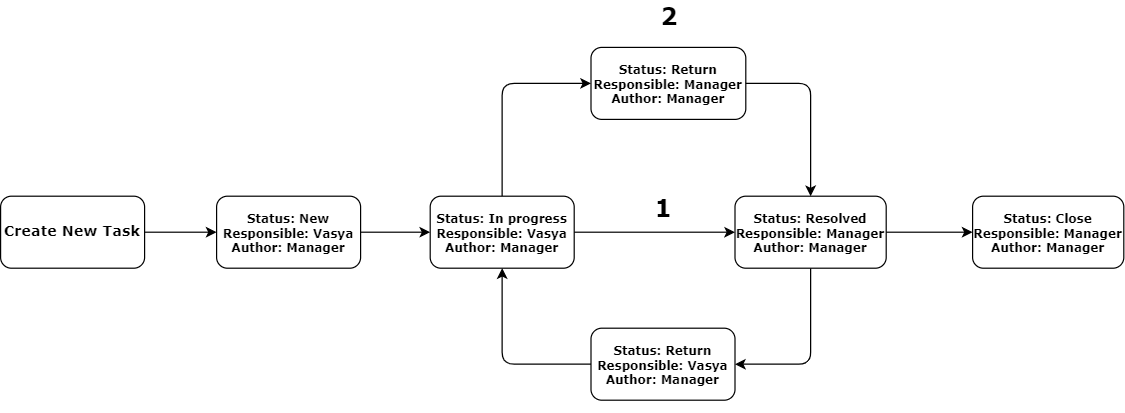 2
Status: Return
Responsible: Manager
Author: Manager
Create New Task
Status: New
Responsible: Vasya
Author: Manager
Status: In progress
Responsible: Vasya
Author: Manager
1
Status: Resolved
Responsible: Manager
Author: Manager
Status: Close
Responsible: Manager
Author: Manager
Status: Return
Responsible: Vasya
Author: Manager